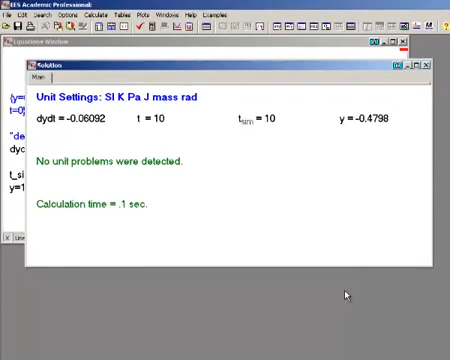 EES Academic Professional:
File Edit Search Options Calculate Tables Plots Windows Help Examples
Equations Window
Solution
Main
Unit Settings: SI K Pa J mass rad
dydt = -0.06092 t = 10 tsim = 10 y = -0.4798
No unit problems were detected.
Calculation time = .1 sec.
{y=
t=0
"de
dyc
t_si
y=1
Line